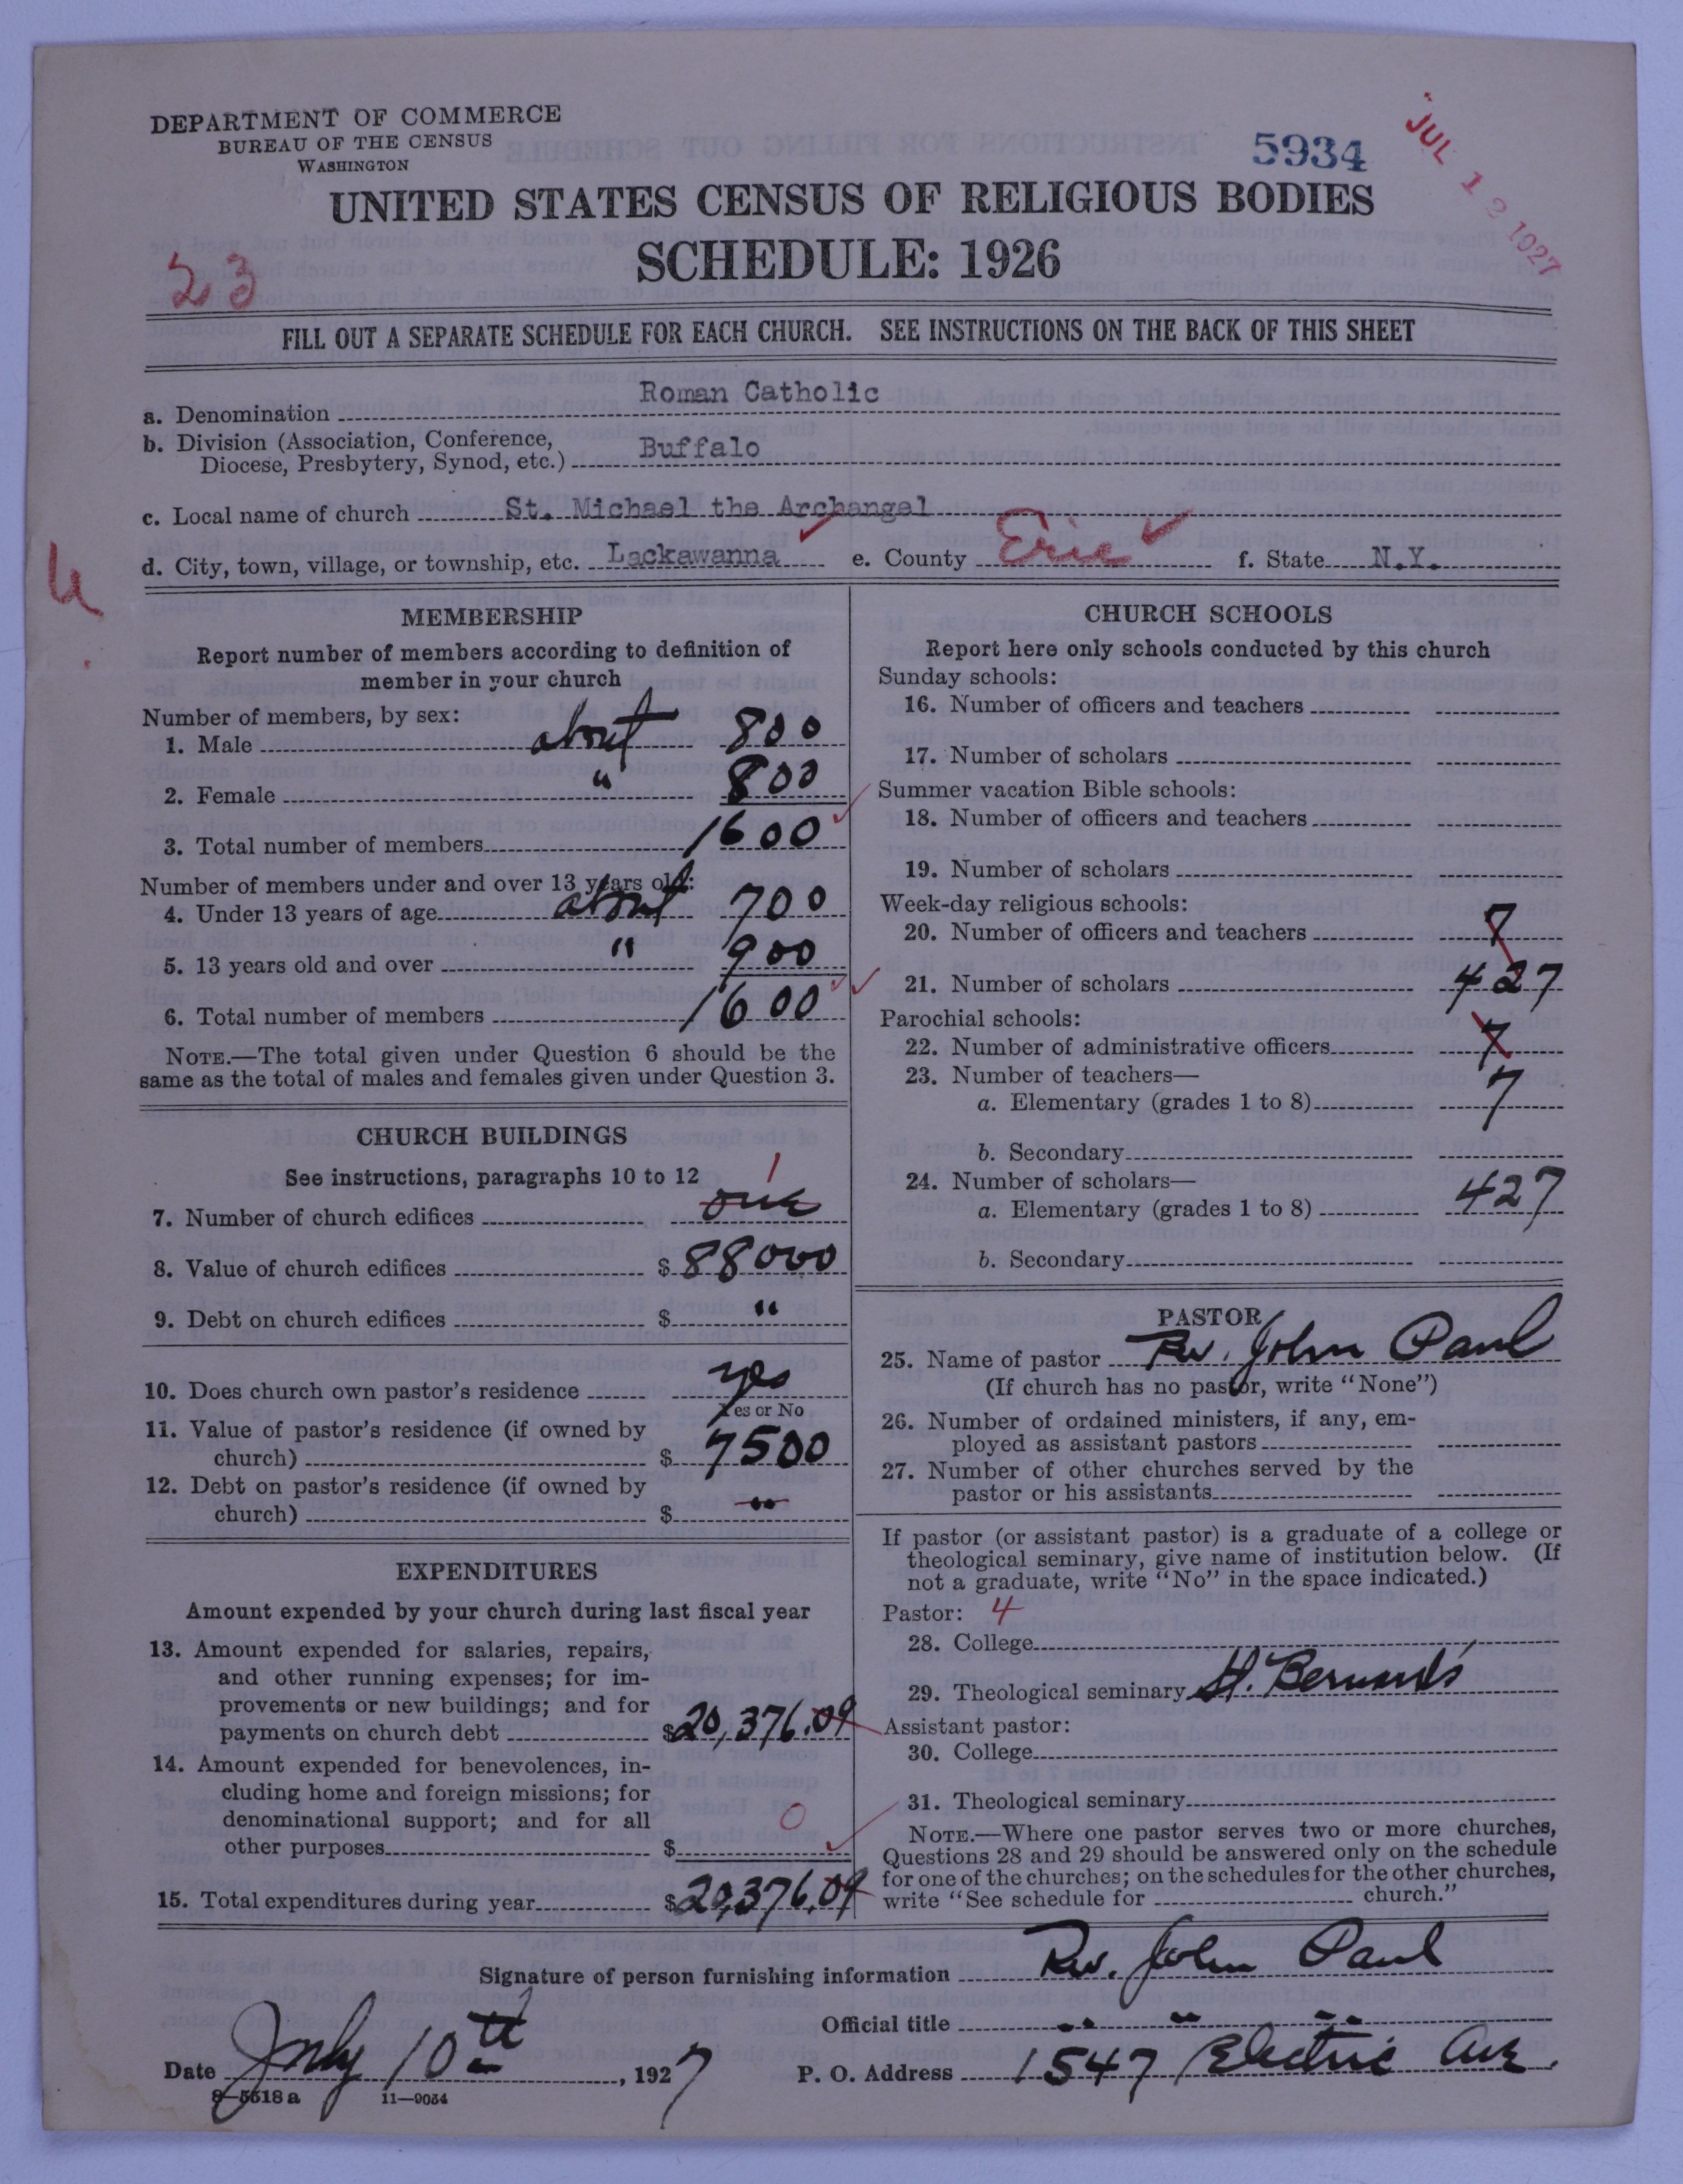 DEPARTMENT OF COMMERCE
BUREAU OF THE CENSUS
WASHINGTON
5934
JUL 12 1927
UNITED STATES CENSUS OF RELIGIOUS BODIES
SCHEDULE: 1926
23
FILL OUT A SEPARATE SCHEDULE FOR EACH CHURCH. SEE INSTRUCTIONS ON THE BACK OF THIS SHEET
a. Denomination Roman Catholic
b. Division (Association, Conference, Diocese, Presbytery, Synod, etc.) Buffalo
c. Local name of church St. Michael the Archangel
d. City, town, village, or township, etc. Lackawanna e. County Erie f. State N.Y.
MEMBERSHIP
Report number of members according to definition of
member in your church
Number of members, by sex:
1. Male about 800
2. Female " 800
3. Total number of members 1600
Number of members under and over 13 years old:
4. Under 13 years of age about 700
5. 13 years old and over " 900
6. Total number of members 1600
NOTE.—The total given under Question 6 should be the
same as the total of males and females given under Question 3.
CHURCH BUILDINGS
See instructions, paragraphs 10 to 12
1
7. Number of church edifices one
8. Value of church edifices $ 88000
9. Debt on church edifices $ "
10. Does church own pastor's residence yes
Yes or No
11. Value of pastor's residence (if owned by
church) $ 7500
12. Debt on pastor's residence (if owned by
church) $ "
EXPENDITURES
Amount expended by your church during last fiscal year
13. Amount expended for salaries, repairs,
and other running expenses; for im-
provements or new buildings; and for
payments on church debt $ 20,376.09
14. Amount expended for benevolences, in-
cluding home and foreign missions; for
denominational support; and for all
other purposes $ 0
15. Total expenditures during year $ 20,376.09
CHURCH SCHOOLS
Report here only schools conducted by this church
Sunday schools:
16. Number of officers and teachers
17. Number of scholars
Summer vacation Bible schools:
18. Number of officers and teachers
19. Number of scholars
Week-day religious schools:
20. Number of officers and teachers 7
21. Number of scholars 427
Parochial schools:
22. Number of administrative officers 7
23. Number of teachers—
a. Elementary (grades 1 to 8) 7
b. Secondary
24. Number of scholars—
a. Elementary (grades 1 to 8) 427
b. Secondary
PASTOR
25. Name of pastor Rev. John Paul
(If church has no pastor, write "None")
26. Number of ordained ministers, if any, em-
ployed as assistant pastors
27. Number of other churches served by the
pastor or his assistants
If pastor (or assistant pastor) is a graduate of a college or
theological seminary, give name of institution below. (If
not a graduate, write "No" in the space indicated.)
Pastor: 4
28. College
29. Theological seminary St. Bernard's
Assistant pastor:
30. College
31. Theological seminary
NOTE.—Where one pastor serves two or more churches,
Questions 28 and 29 should be answered only on the schedule
for one of the churches; on the schedules for the other churches,
write "See schedule for church."
Signature of person furnishing information Rev. John Paul
Official title " " "
Date July 10th, 1927 P. O. Address 1547 Electric Ave.
8—5518 a 11—9054